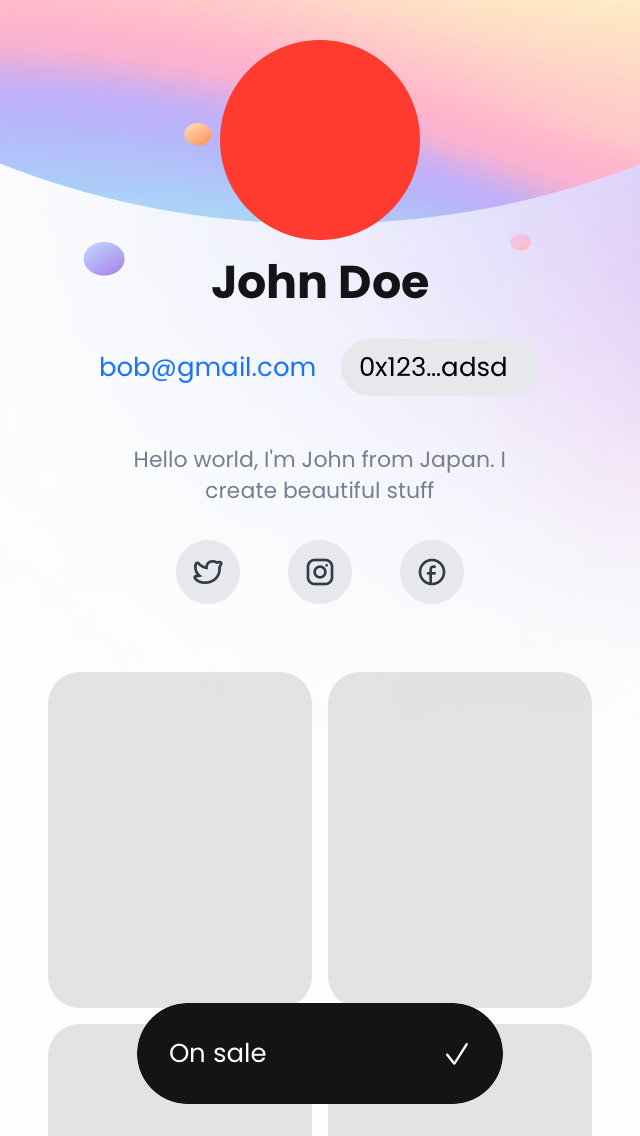 John Doe
bob@gmail.com 0x123...adsd
Hello world, I'm John from Japan. I
create beautiful stuff
On sale